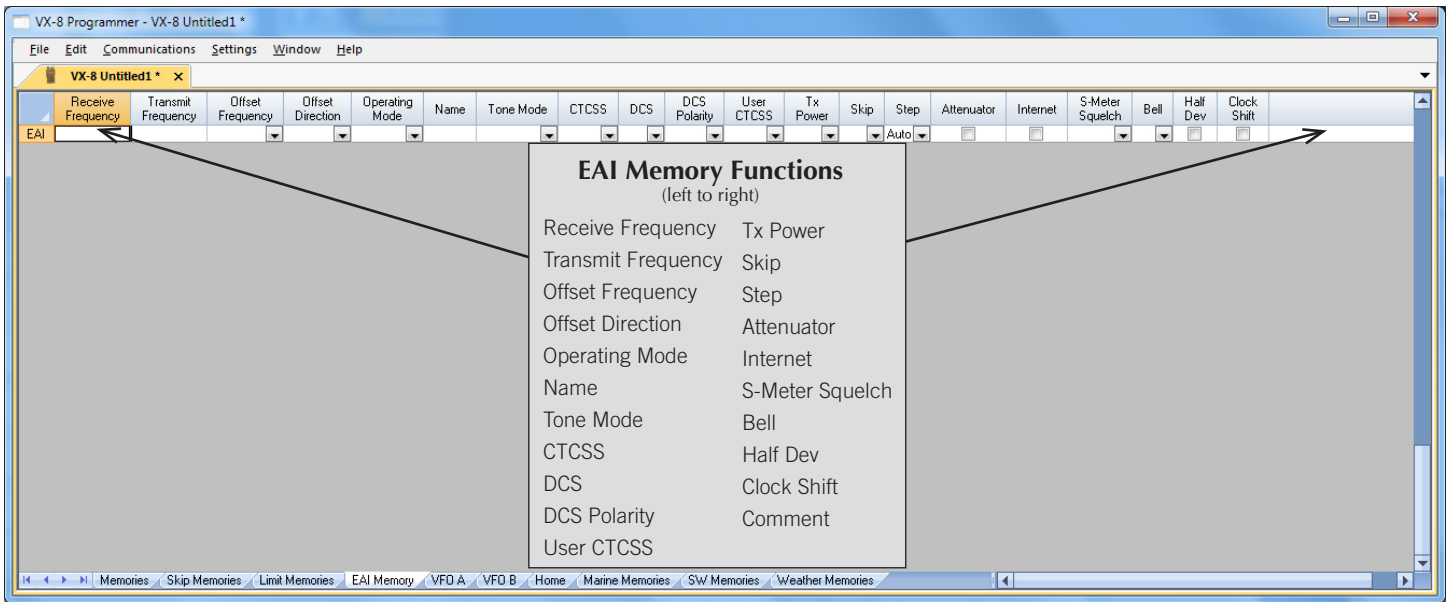 VX-8 Programmer - VX-8 Untitled1 *
File Edit Communications Settings Window Help
VX-8 Untitled1 * x
Receive Frequency Transmit Frequency Offset Frequency Offset Direction Operating Mode Name Tone Mode CTCSS DCS DCS Polarity User CTCSS Tx Power Skip Step Attenuator Internet S-Meter Squelch Bell Half Dev Clock Shift
EAI Auto
EAI Memory Functions
(left to right)
Receive Frequency
Transmit Frequency
Offset Frequency
Offset Direction
Operating Mode
Name
Tone Mode
CTCSS
DCS
DCS Polarity
User CTCSS
Tx Power
Skip
Step
Attenuator
Internet
S-Meter Squelch
Bell
Half Dev
Clock Shift
Comment
Memories Skip Memories Limit Memories EAI Memory VFO A VFO B Home Marine Memories SW Memories Weather Memories